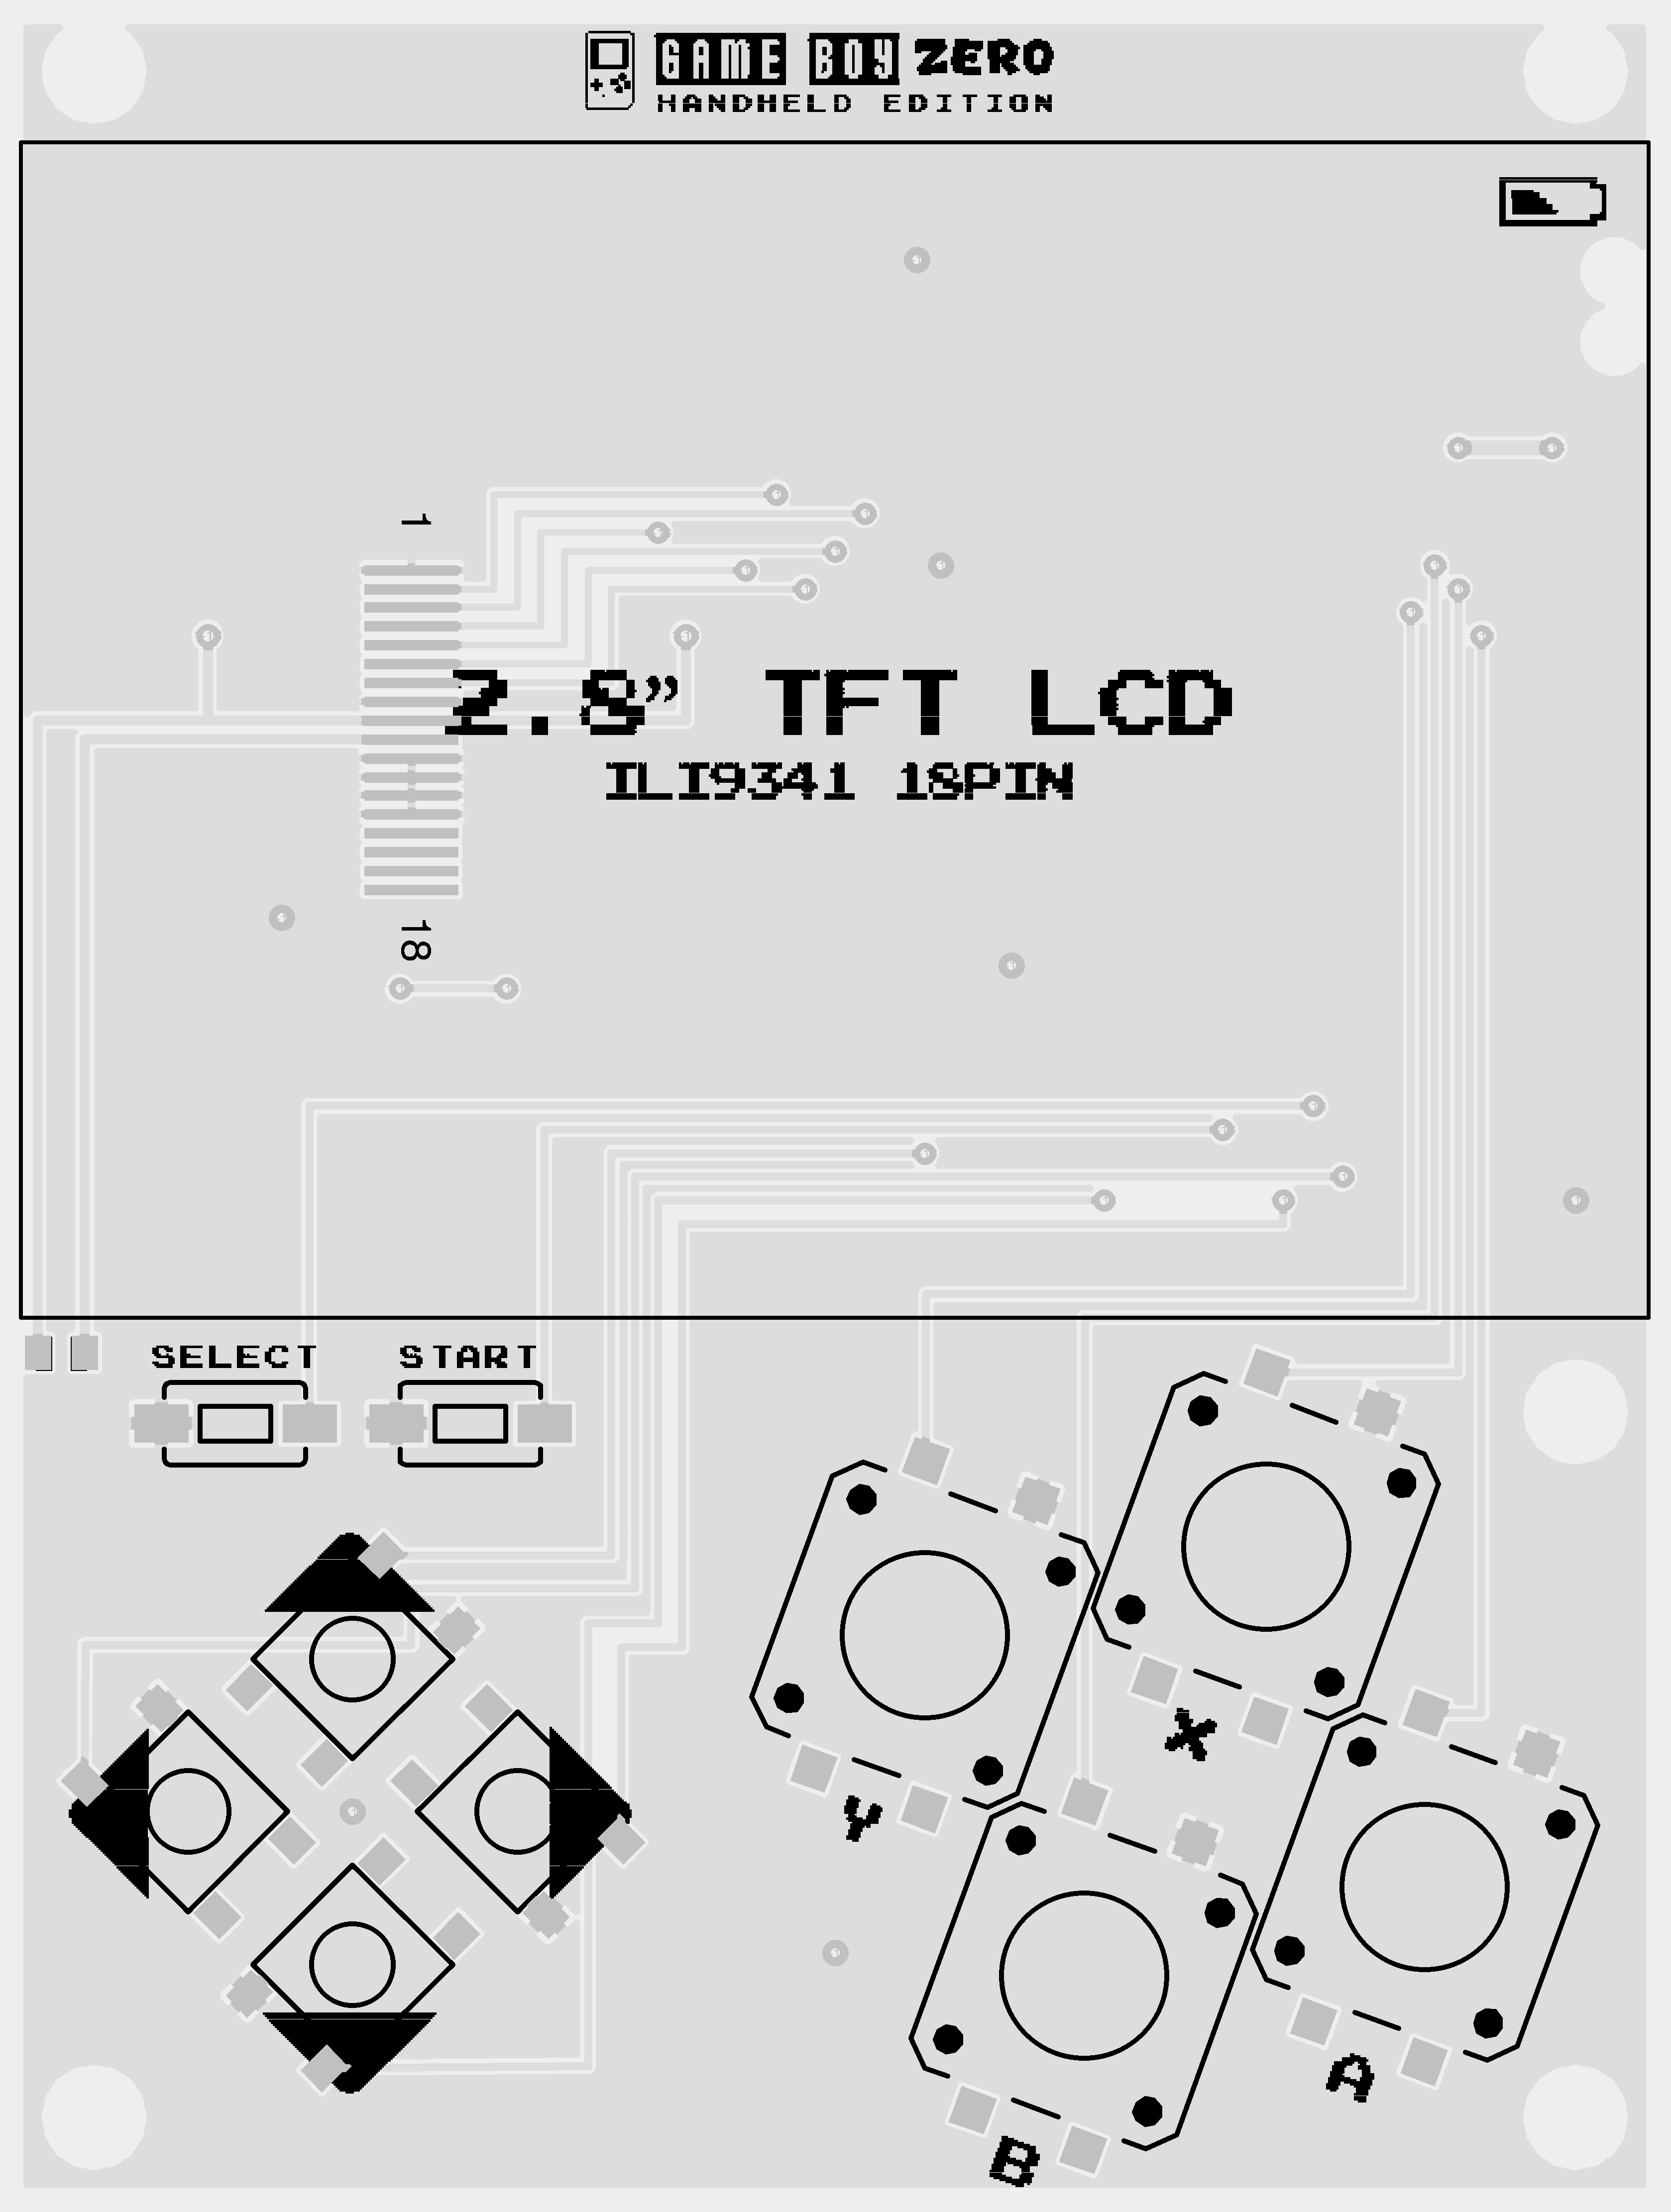 GAME BOY ZERO
HANDHELD EDITION
1
2.8” TFT LCD
ILI9341 18PIN
18
SELECT START
X
Y
A
B